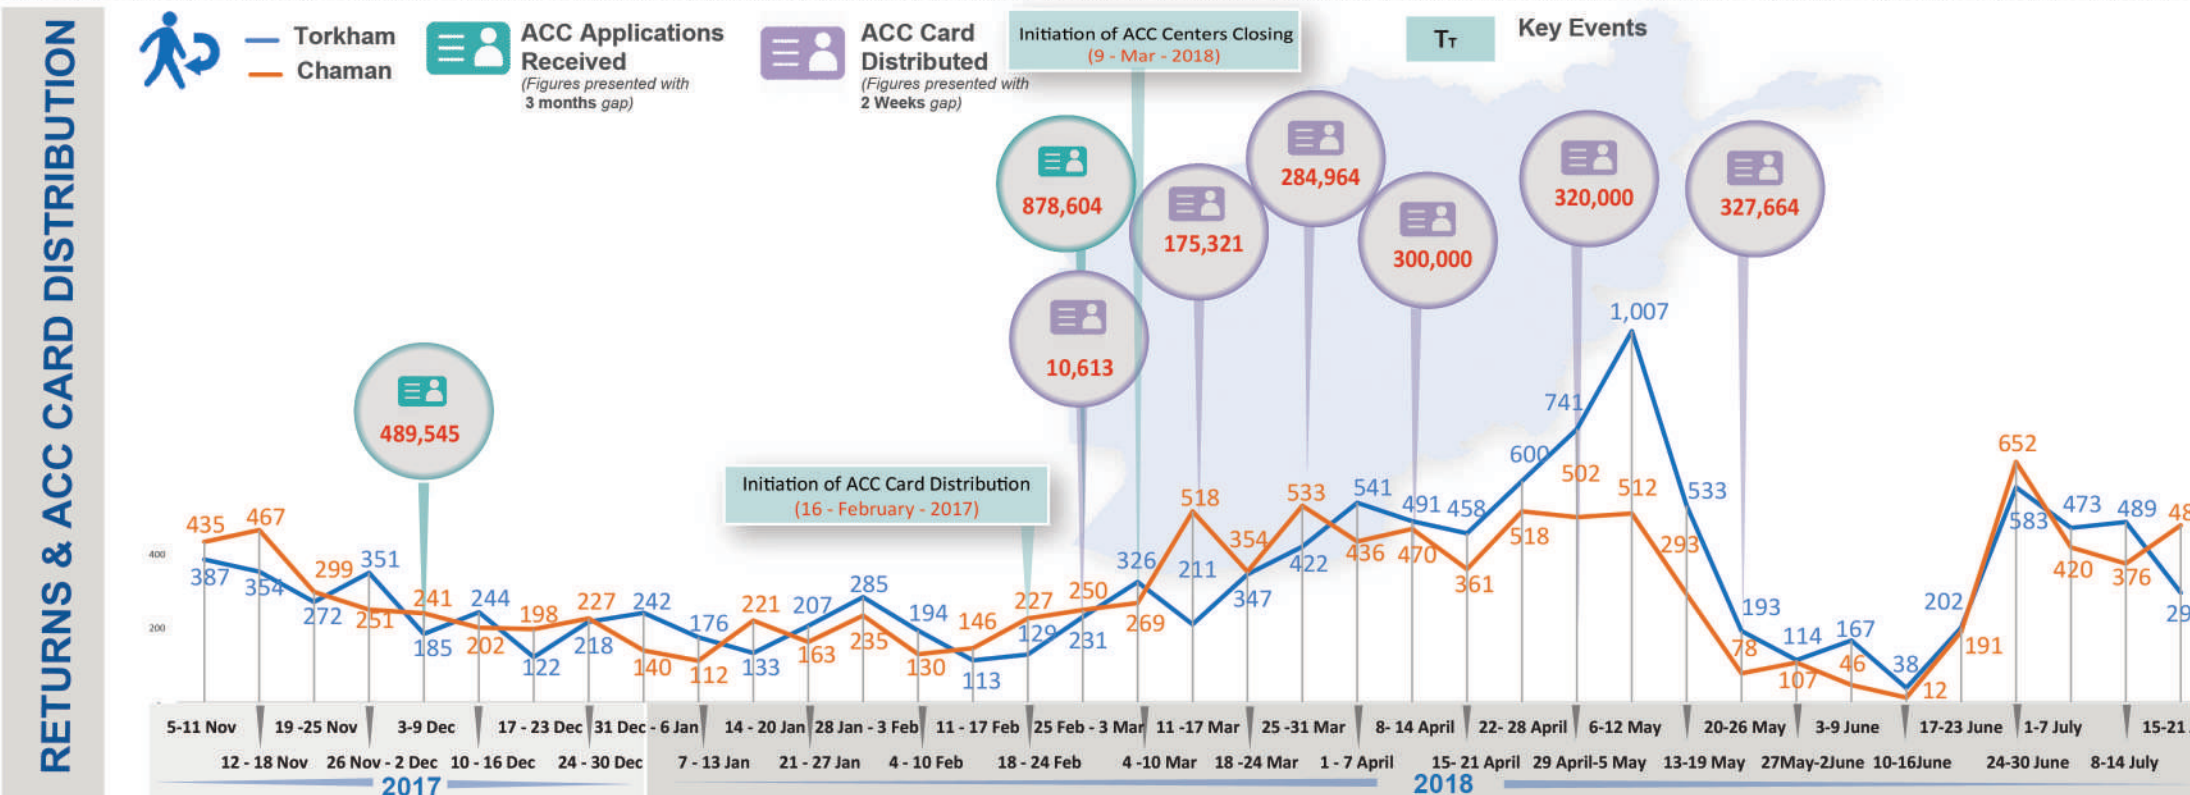 RETURNS & ACC CARD DISTRIBUTION
Torkham
Chaman
ACC Applications
Received
(Figures presented with
3 months gap)
ACC Card
Distributed
(Figures presented with
2 Weeks gap)
Initiation of ACC Centers Closing
(9 - Mar - 2018)
TT
Key Events
878,604
10,613
175,321
284,964
300,000
320,000
327,664
489,545
Initiation of ACC Card Distribution
(16 - February - 2017)
400
200
435 467 299 251 241 202 198 227 140 112 221 163 235 130 146 227 250 269 518 354 533 436 470 361 518 502 512 293 78 107 46 12 191 652 420 376 48
387 354 272 351 185 244 122 218 242 176 133 207 285 194 113 129 231 326 211 347 422 541 491 458 600 741 1,007 533 193 114 167 38 202 583 473 489 29
5-11 Nov 19 -25 Nov 3-9 Dec 17 - 23 Dec 31 Dec - 6 Jan 14 - 20 Jan 28 Jan - 3 Feb 11 - 17 Feb 25 Feb - 3 Mar 11 -17 Mar 25 -31 Mar 8- 14 April 22- 28 April 6-12 May 20-26 May 3-9 June 17-23 June 1-7 July 15-21
12 - 18 Nov 26 Nov - 2 Dec 10 - 16 Dec 24 - 30 Dec 7 - 13 Jan 21 - 27 Jan 4 - 10 Feb 18 - 24 Feb 4-10 Mar 18 -24 Mar 1 - 7 April 15- 21 April 29 April-5 May 13-19 May 27May-2June 10-16June 24-30 June 8-14 July
2017 2018